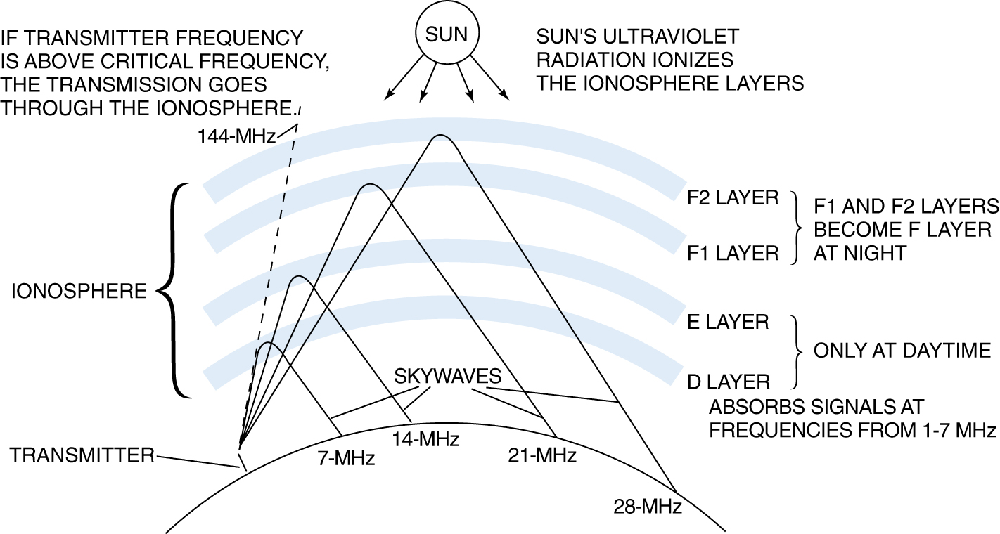 IF TRANSMITTER FREQUENCY
IS ABOVE CRITICAL FREQUENCY,
THE TRANSMISSION GOES
THROUGH THE IONOSPHERE.
144-MHz
SUN
SUN'S ULTRAVIOLET
RADIATION IONIZES
THE IONOSPHERE LAYERS
F2 LAYER
F1 LAYER
F1 AND F2 LAYERS
BECOME F LAYER
AT NIGHT
IONOSPHERE
E LAYER
D LAYER
ONLY AT DAYTIME
ABSORBS SIGNALS AT
FREQUENCIES FROM 1-7 MHz
SKYWAVES
TRANSMITTER
7-MHz
14-MHz
21-MHz
28-MHz